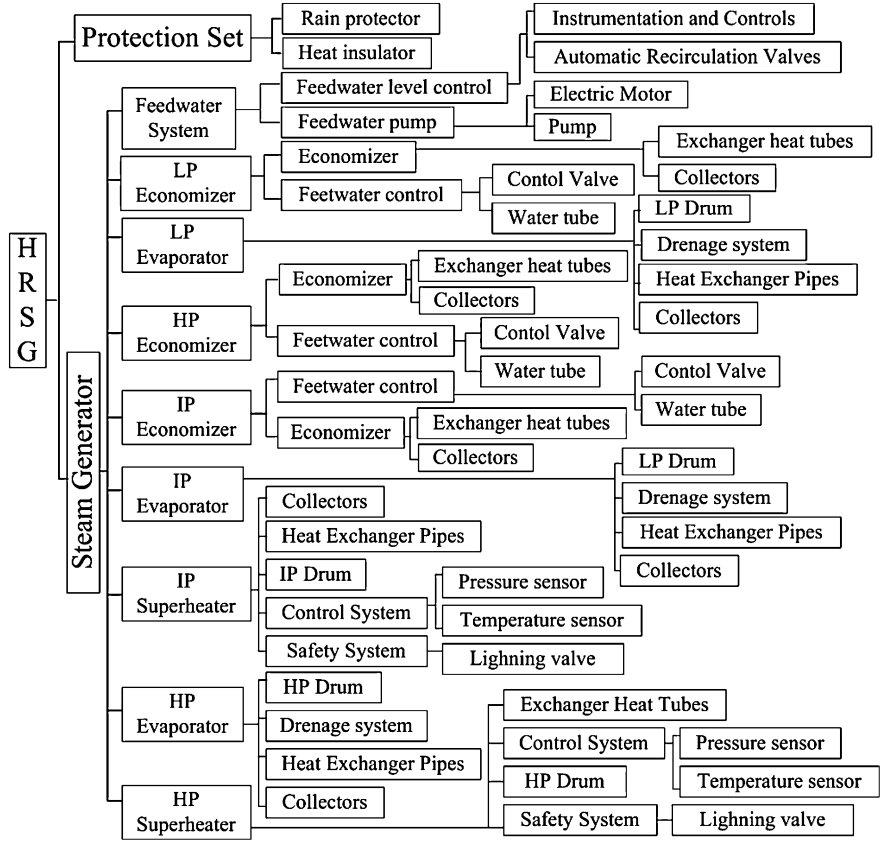 Protection Set
Rain protector
Heat insulator
Instrumentation and Controls
Automatic Recirculation Valves
Feedwater
System
Feedwater level control
Feedwater pump
Electric Motor
Pump
LP
Economizer
Economizer
Exchanger heat tubes
Collectors
Feetwater control
Contol Valve
Water tube
LP
Evaporator
LP Drum
Drenage system
Heat Exchanger Pipes
Collectors
H
R
S
G
HP
Economizer
Economizer
Exchanger heat tubes
Collectors
Feetwater control
Contol Valve
Water tube
Steam Generator
IP
Economizer
Feetwater control
Contol Valve
Water tube
Economizer
Exchanger heat tubes
Collectors
IP
Evaporator
LP Drum
Drenage system
Heat Exchanger Pipes
Collectors
IP
Superheater
Collectors
Heat Exchanger Pipes
IP Drum
Control System
Pressure sensor
Temperature sensor
Safety System
Lighning valve
HP
Evaporator
HP Drum
Drenage system
Heat Exchanger Pipes
Collectors
HP
Superheater
Exchanger Heat Tubes
Control System
Pressure sensor
Temperature sensor
HP Drum
Safety System
Lighning valve